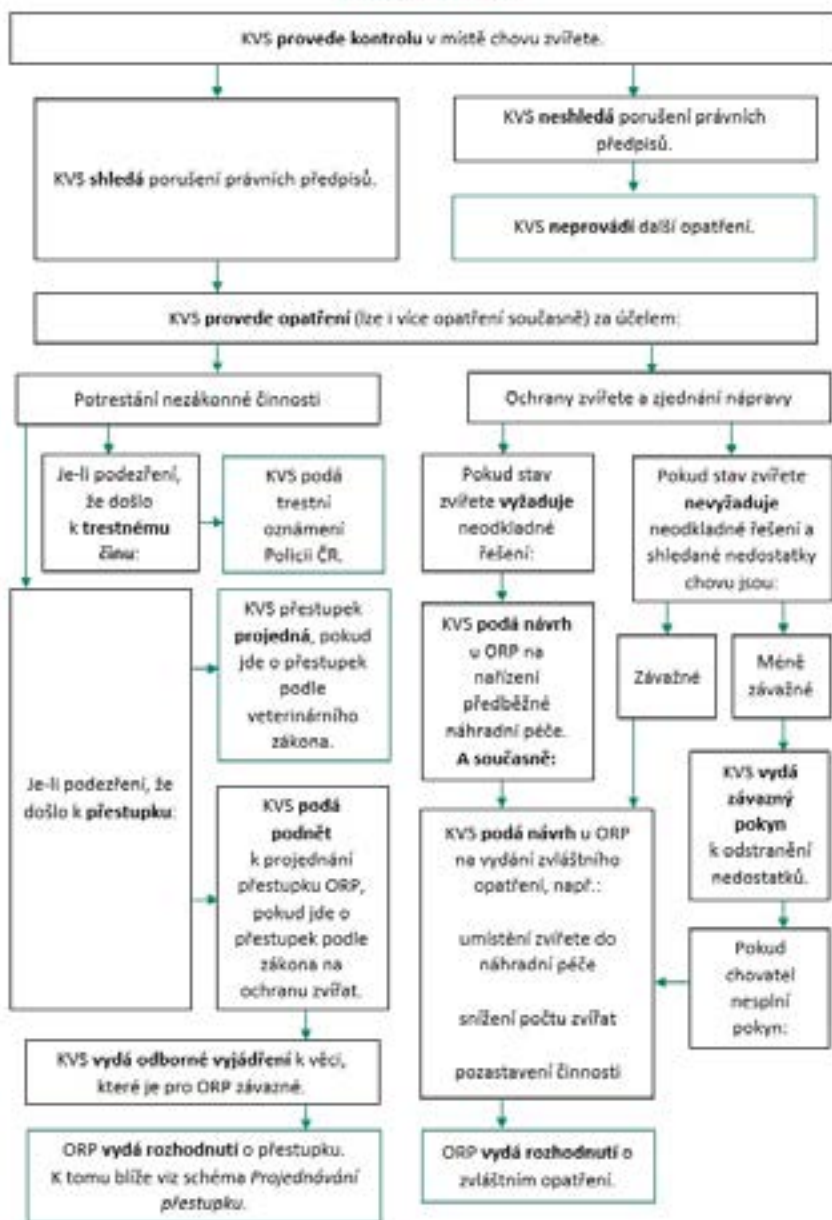 KVS provede kontrolu v místě chovu zvířete.
KVS shledá porušení právních předpisů.
KVS neshledá porušení právních
předpisů.
KVS neprovádí další opatření.
KVS provede opatření (lze i více opatření současně) za účelem:
Potrestání nezákonné činnosti
Je-li podezření,
že došlo
k trestnému
činu:
KVS podá
trestní
oznámení
Policii ČR.
Je-li podezření, že
došlo k přestupku:
KVS přestupek
projedná, pokud
jde o přestupek
podle
veterinárního
zákona.
KVS podá
podnět
k projednání
přestupku ORP,
pokud jde o
přestupek podle
zákona na
ochranu zvířat.
KVS vydá odborné vyjádření k věci,
které je pro ORP závazné.
ORP vydá rozhodnutí o přestupku.
K tomu blíže viz schéma Projednávání
přestupku.
Ochrany zvířete a zjednání nápravy
Pokud stav
zvířete vyžaduje
neodkladné
řešení:
KVS podá návrh
u ORP na
nařízení
předběžné
náhradní péče.
A současně:
Pokud stav zvířete
nevyžaduje
neodkladné řešení a
shledané nedostatky
chovu jsou:
Závažné
Méně
závažné
KVS vydá
závazný
pokyn
k odstranění
nedostatků.
Pokud
chovatel
nesplní
pokyn:
KVS podá návrh u ORP
na vydání zvláštního
opatření, např.:
umístění zvířete do
náhradní péče
snížení počtu zvířat
pozastavení činnosti
ORP vydá rozhodnutí o
zvláštním opatření.